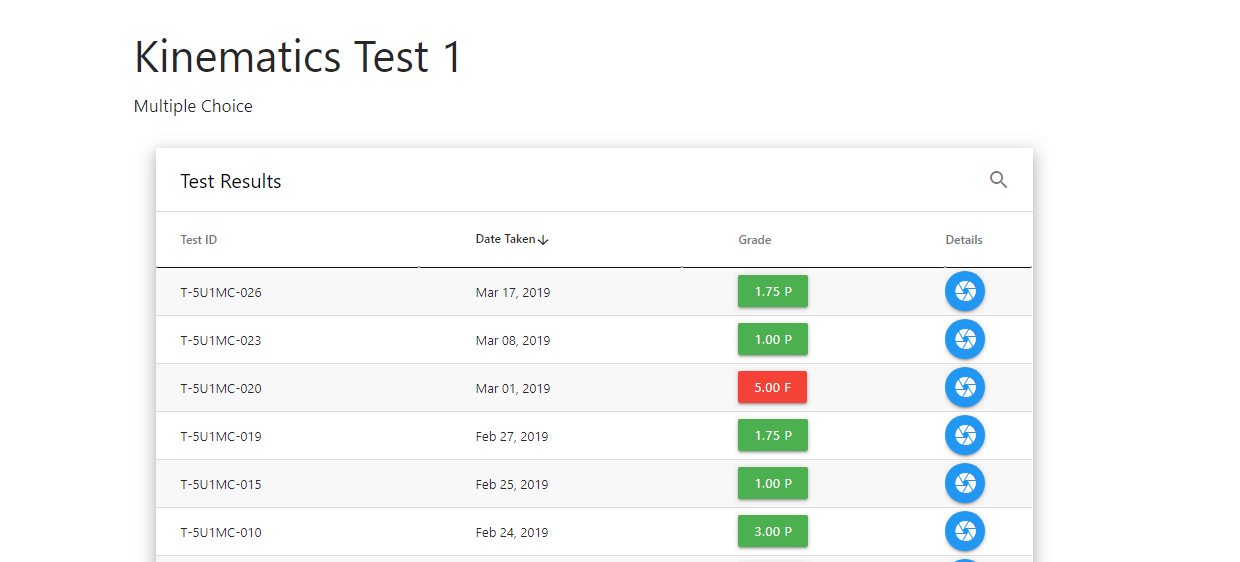 Kinematics Test 1
Multiple Choice
Test Results
Test ID Date Taken Grade Details
T-5U1MC-026 Mar 17, 2019 1.75 P
T-5U1MC-023 Mar 08, 2019 1.00 P
T-5U1MC-020 Mar 01, 2019 5.00 F
T-5U1MC-019 Feb 27, 2019 1.75 P
T-5U1MC-015 Feb 25, 2019 1.00 P
T-5U1MC-010 Feb 24, 2019 3.00 P